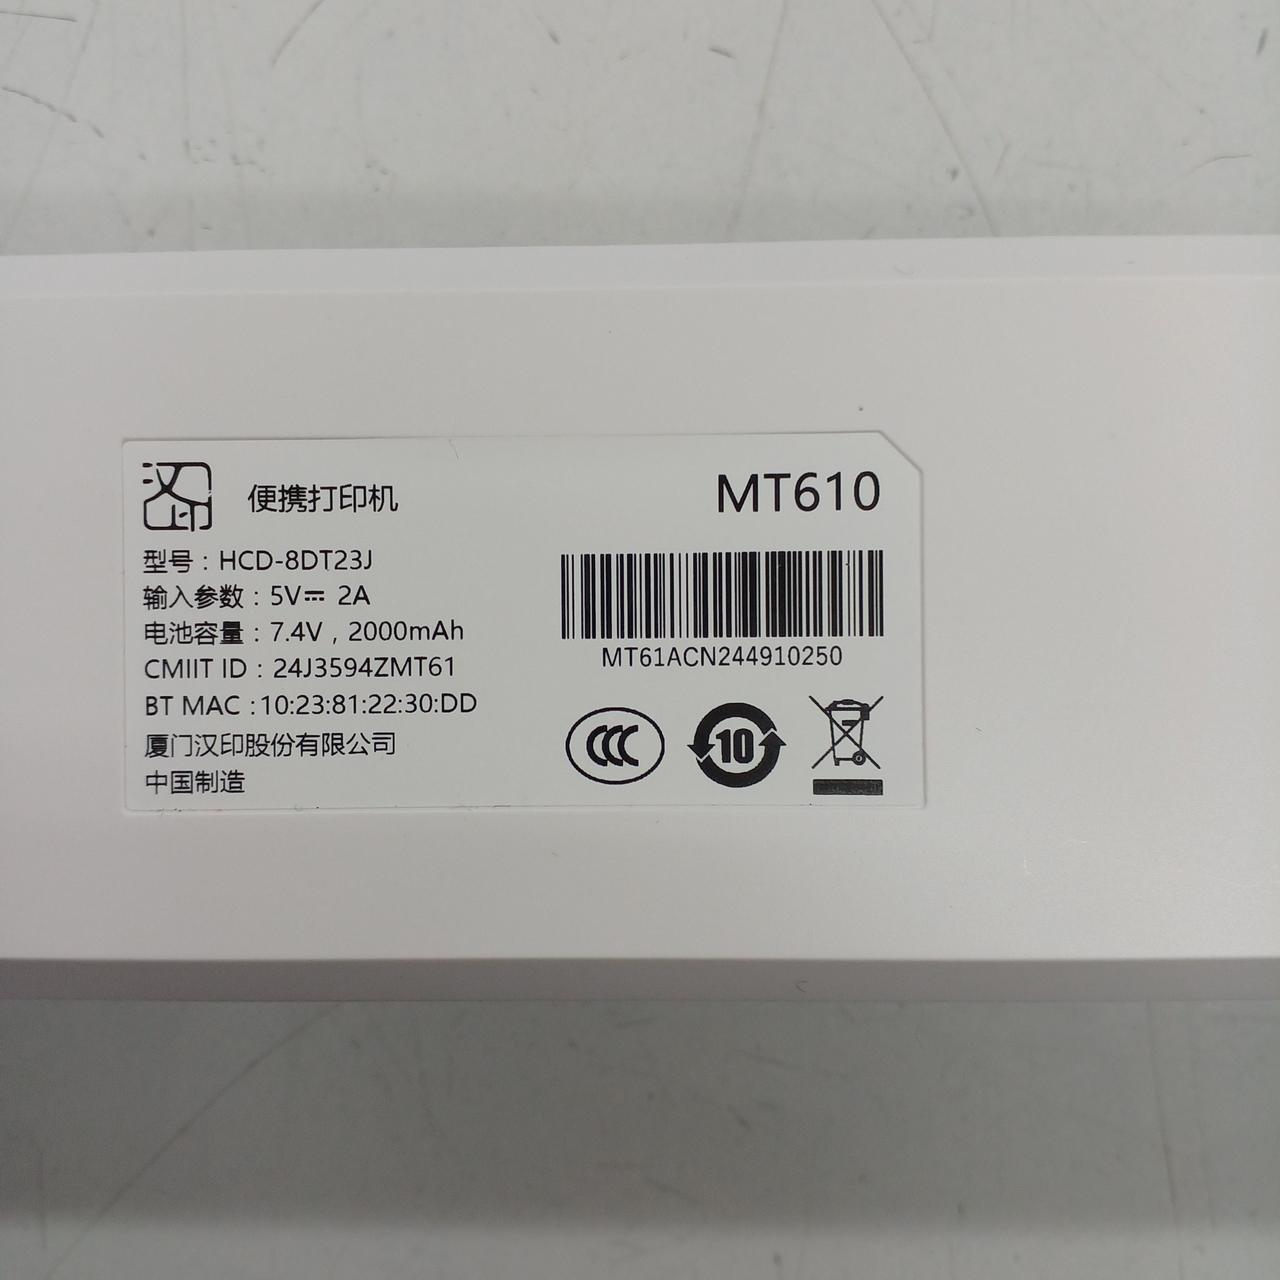 汉印
便携打印机
MT610
型号：HCD-8DT23J
输入参数：5V⎓ 2A
电池容量：7.4V，2000mAh
CMIIT ID：24J3594ZMT61
BT MAC :10:23:81:22:30:DD
厦门汉印股份有限公司
中国制造
MT61ACN244910250
CCC
10